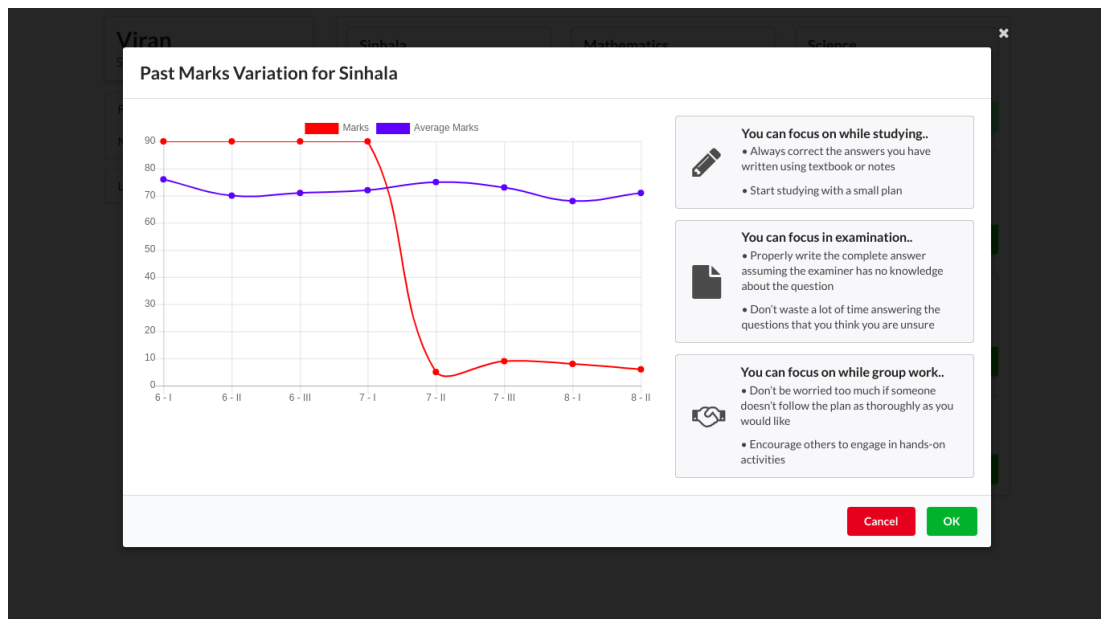 Viran
Sinhala
Mathematics
Science
Past Marks Variation for Sinhala
Marks
Average Marks
90
80
70
60
50
40
30
20
10
0
6 - I
6 - II
6 - III
7 - I
7 - II
7 - III
8 - I
8 - II
You can focus on while studying..
• Always correct the answers you have
written using textbook or notes
• Start studying with a small plan
You can focus in examination..
• Properly write the complete answer
assuming the examiner has no knowledge
about the question
• Don't waste a lot of time answering the
questions that you think you are unsure
You can focus on while group work..
• Don't be worried too much if someone
doesn't follow the plan as thoroughly as you
would like
• Encourage others to engage in hands-on
activities
Cancel
OK